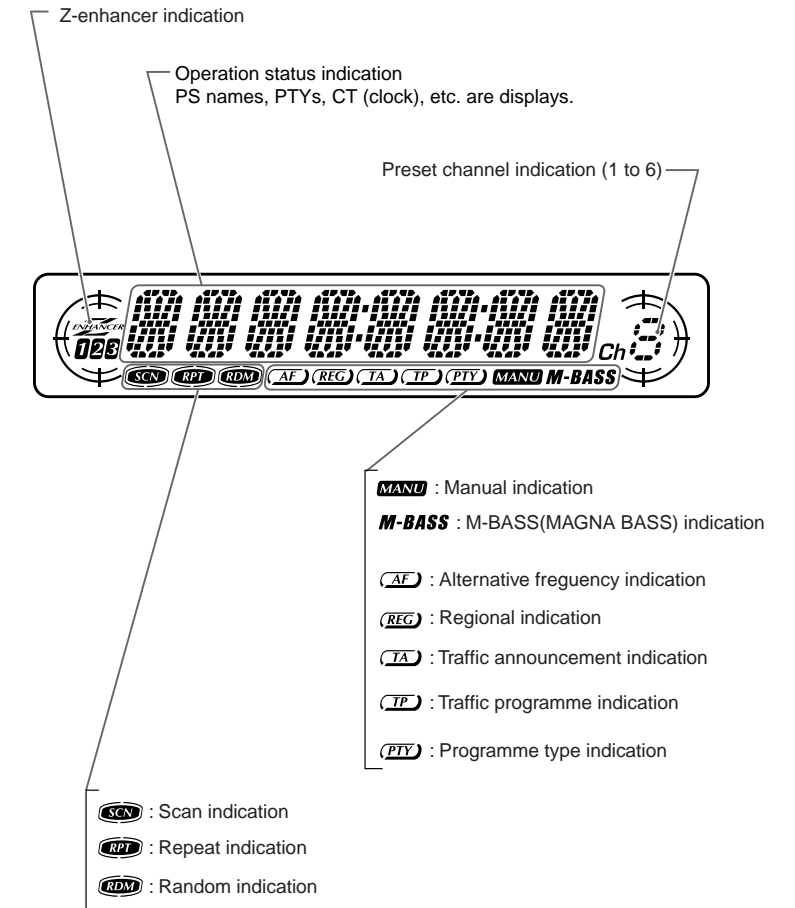 Z-enhancer indication
Operation status indication
PS names, PTYs, CT (clock), etc. are displays.
Preset channel indication (1 to 6)
Z ENHANCER
1 2 3
Ch
SCN RPT RDM AF REG TA TP PTY MANU M-BASS
MANU : Manual indication
M-BASS : M-BASS(MAGNA BASS) indication
AF : Alternative freguency indication
REG : Regional indication
TA : Traffic announcement indication
TP : Traffic programme indication
PTY : Programme type indication
SCN : Scan indication
RPT : Repeat indication
RDM : Random indication